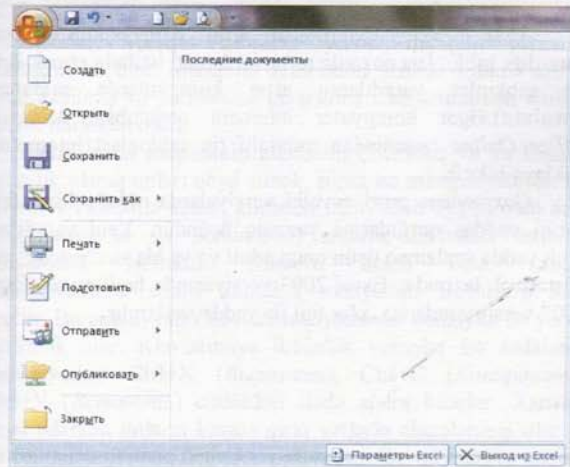 Последние документы
Создать
Открыть
Сохранить
Сохранить как
Печать
Подготовить
Отправить
Опубликовать
Закрыть
Параметры Excel
Выход из Excel